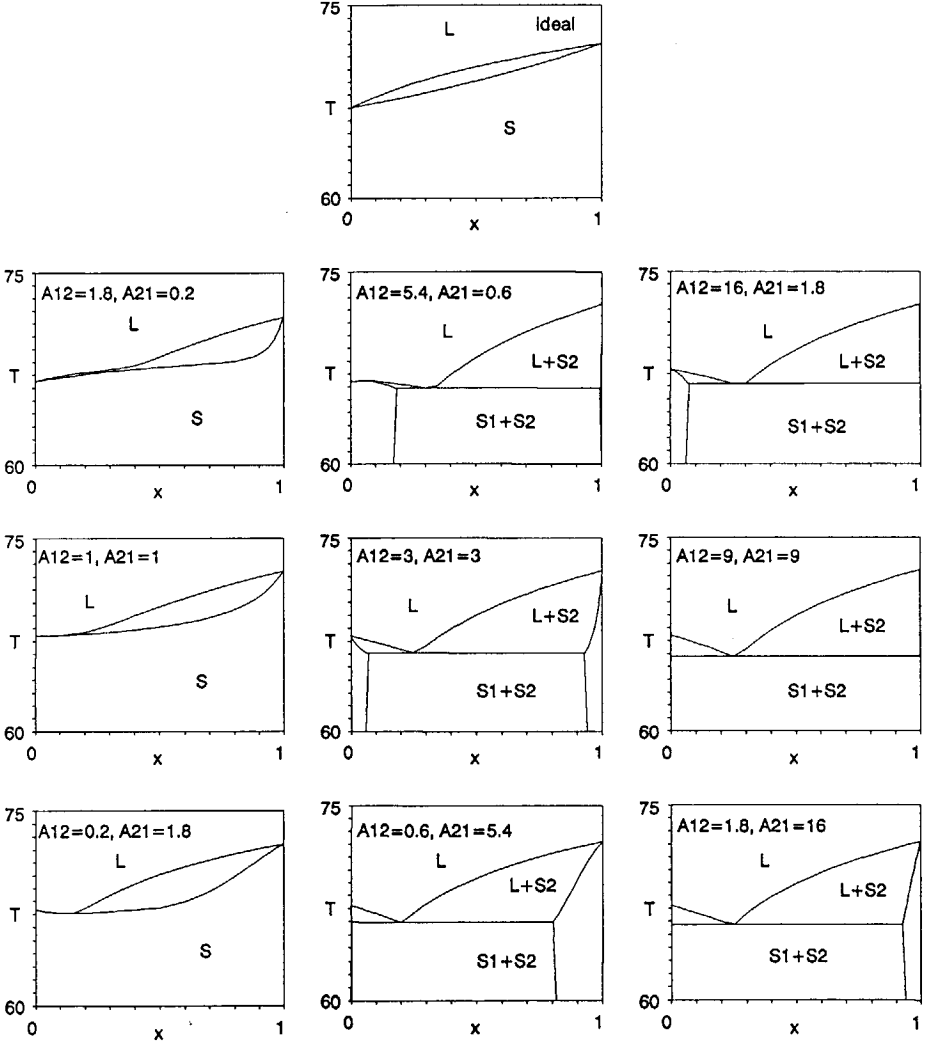 75
L
Ideal
T
S
60
0
x
1
75
A12=1.8, A21=0.2
L
T
S
60
0
x
1
75
A12=5.4, A21=0.6
L
L+S2
T
S1+S2
60
0
x
1
75
A12=16, A21=1.8
L
L+S2
T
S1+S2
60
0
x
1
75
A12=1, A21=1
L
T
S
60
0
x
1
75
A12=3, A21=3
L
L+S2
T
S1+S2
60
0
x
1
75
A12=9, A21=9
L
L+S2
T
S1+S2
60
0
x
1
75
A12=0.2, A21=1.8
L
T
S
60
0
x
1
75
A12=0.6, A21=5.4
L
L+S2
T
S1+S2
60
0
x
1
75
A12=1.8, A21=16
L
L+S2
T
S1+S2
60
0
x
1